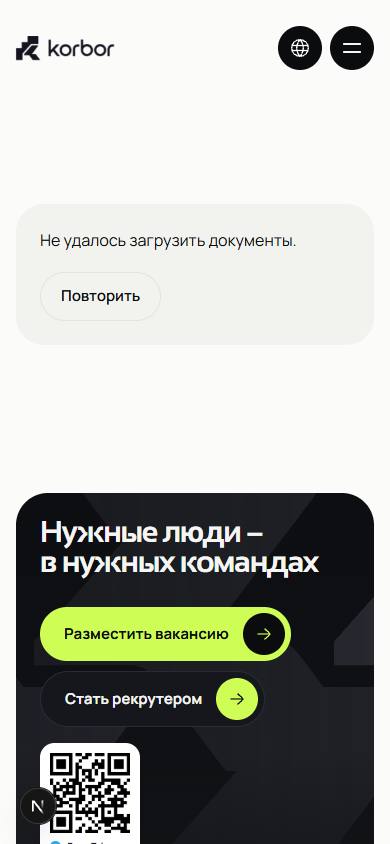 korbor
Не удалось загрузить документы.
Повторить
Нужные люди –
в нужных командах
Разместить вакансию
Стать рекрутером
N